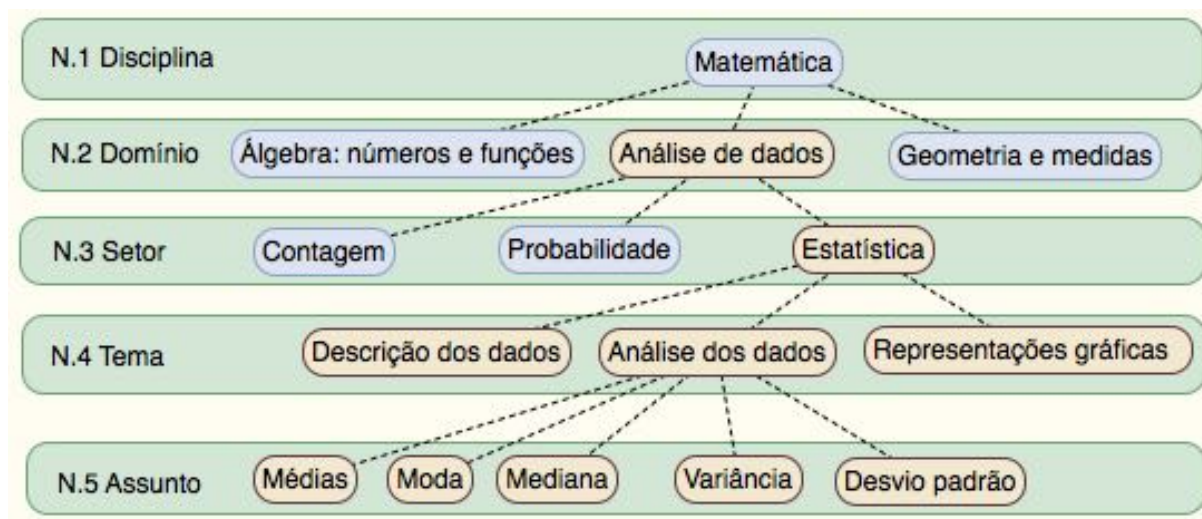 N.1 Disciplina
Matemática
N.2 Domínio
Álgebra: números e funções
Análise de dados
Geometria e medidas
N.3 Setor
Contagem
Probabilidade
Estatística
N.4 Tema
Descrição dos dados
Análise dos dados
Representações gráficas
N.5 Assunto
Médias
Moda
Mediana
Variância
Desvio padrão